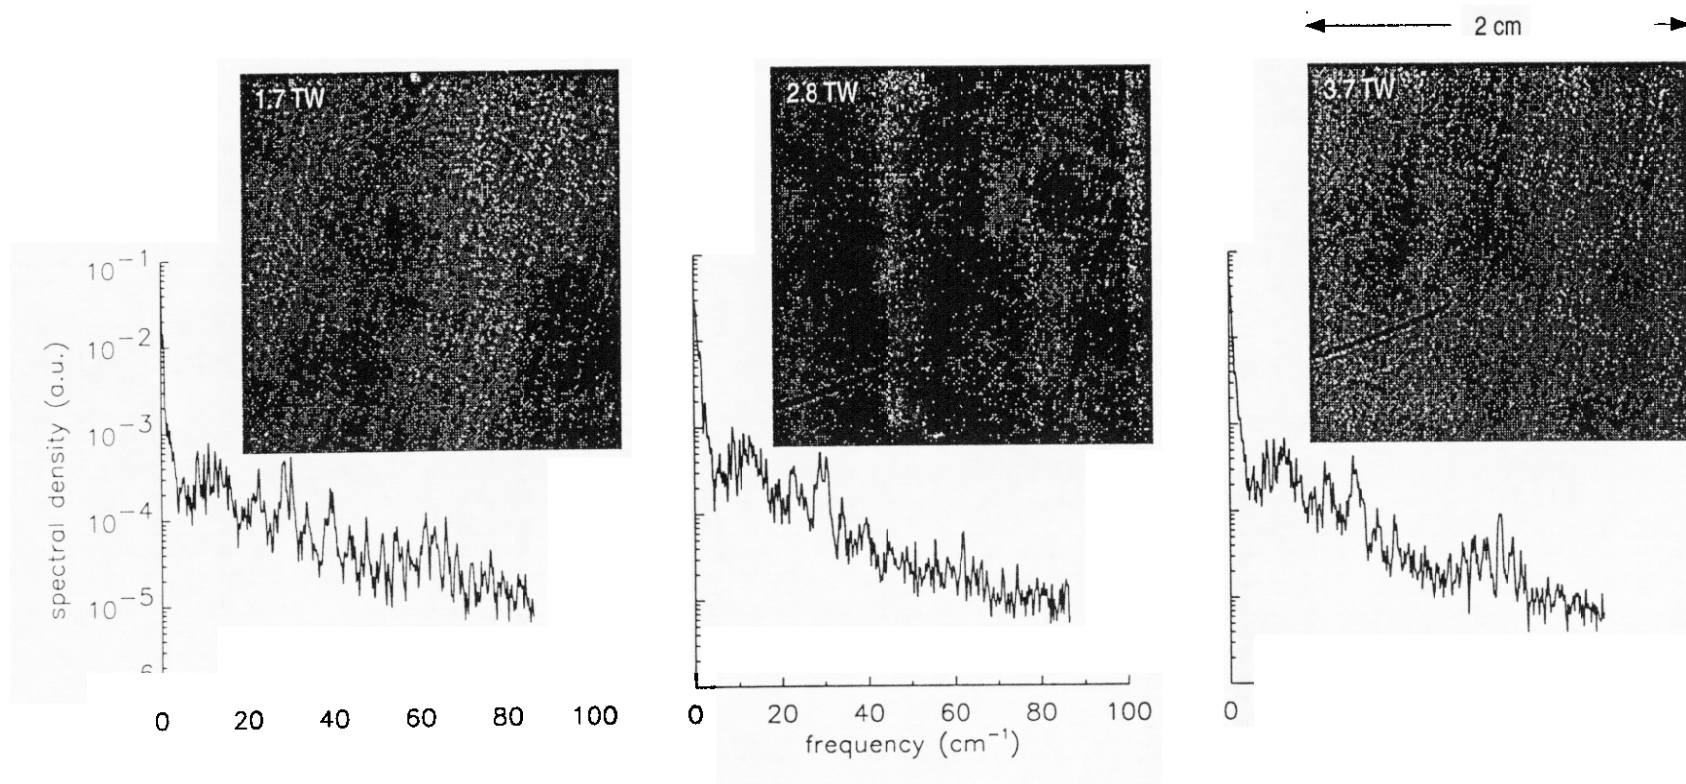 2 cm
1.7 TW
2.8 TW
3.7 TW
spectral density (a.u.)
10⁻¹
10⁻²
10⁻³
10⁻⁴
10⁻⁵
0 20 40 60 80 100
0 20 40 60 80 100
0
frequency (cm⁻¹)